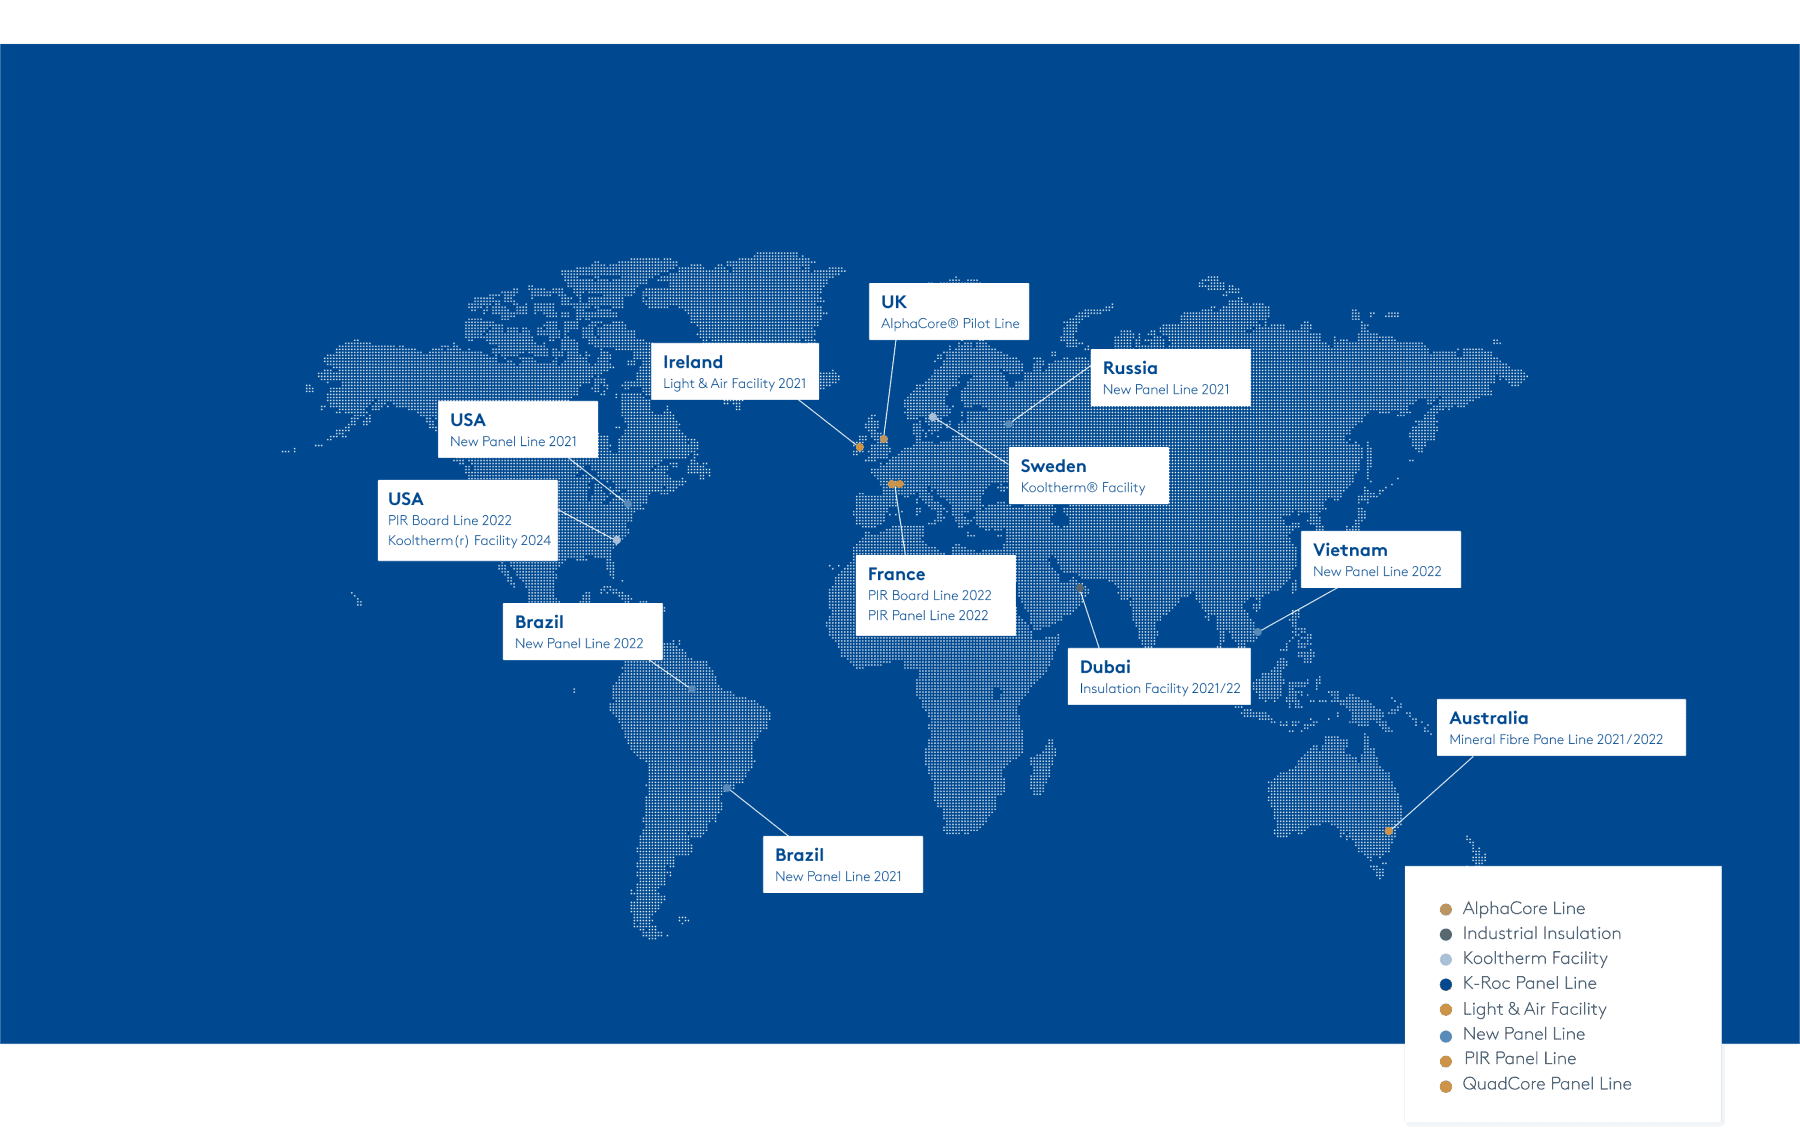 UK
AlphaCore® Pilot Line
Ireland
Light & Air Facility 2021
Russia
New Panel Line 2021
USA
New Panel Line 2021
Sweden
Kooltherm® Facility
USA
PIR Board Line 2022
Kooltherm(r) Facility 2024
Vietnam
New Panel Line 2022
France
PIR Board Line 2022
PIR Panel Line 2022
Brazil
New Panel Line 2022
Dubai
Insulation Facility 2021/22
Australia
Mineral Fibre Pane Line 2021/2022
Brazil
New Panel Line 2021
AlphaCore Line
Industrial Insulation
Kooltherm Facility
K-Roc Panel Line
Light & Air Facility
New Panel Line
PIR Panel Line
QuadCore Panel Line